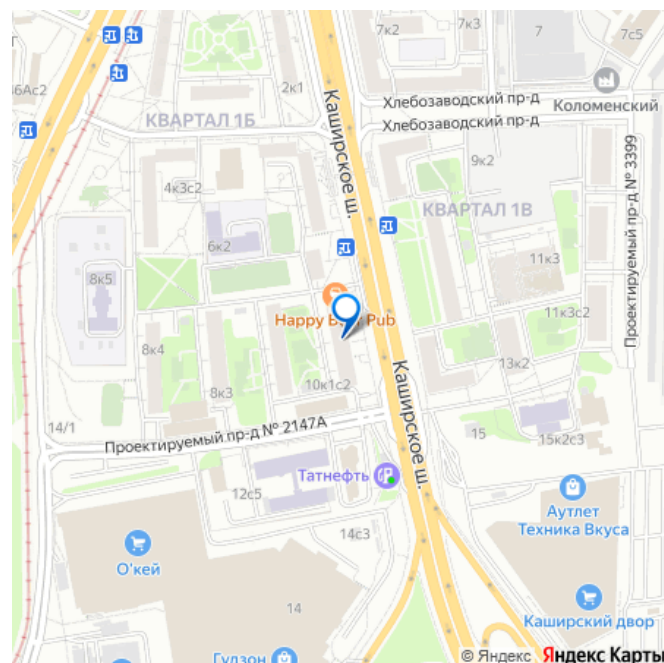 7к2
7к3
7
7с5
6Ас2
2к1
Каширское ш.
Хлебозаводский пр-д
Коломенский
КВАРТАЛ 1Б
Хлебозаводский пр-д
9к2
4к3с2
КВАРТАЛ 1В
Проектируемый пр-д № 3399
6к2
11к3
8к5
Happy
Pub
11к3с2
8к4
13к2
8к3
10к1с2
Каширское ш.
14/1
Проектируемый пр-д № 2147А
15
15к2с3
Татнефть
12с5
Аутлет
Техника Вкуса
14с3
О'кей
14
Каширский двор
Гудзон
© Яндекс Яндекс Карты